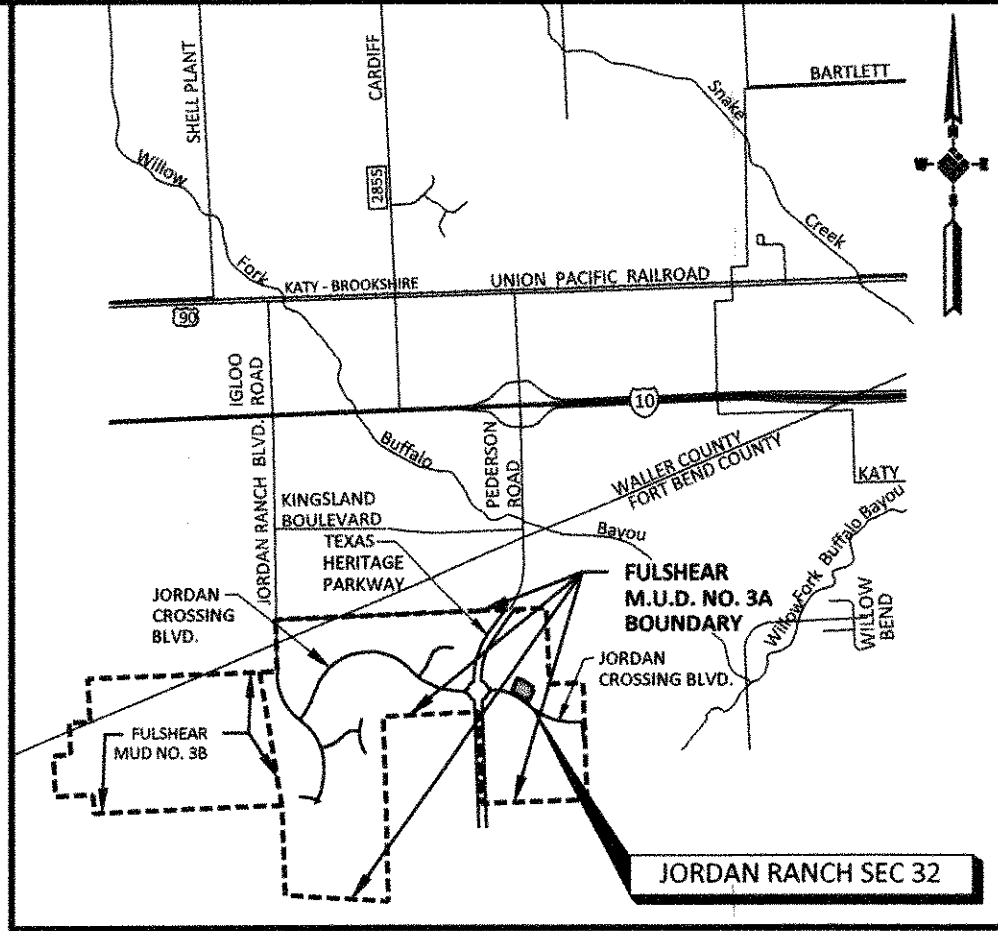 SHELL PLANT
CARDIFF
BARTLETT
Snake
Creek
Willow
Fork
2855
N
W
E
S
KATY - BROOKSHIRE
UNION PACIFIC RAILROAD
90
IGLOO
ROAD
10
JORDAN RANCH BLVD.
Buffalo
Bayou
PEDERSON
ROAD
WALLER COUNTY
FORT BEND COUNTY
KATY
KINGSLAND
BOULEVARD
TEXAS
HERITAGE
PARKWAY
Willow Fork Buffalo Bayou
WILLOW
BEND
JORDAN
CROSSING
BLVD.
FULSHEAR
M.U.D. NO. 3A
BOUNDARY
JORDAN
CROSSING BLVD.
FULSHEAR
MUD NO. 3B
JORDAN RANCH SEC 32